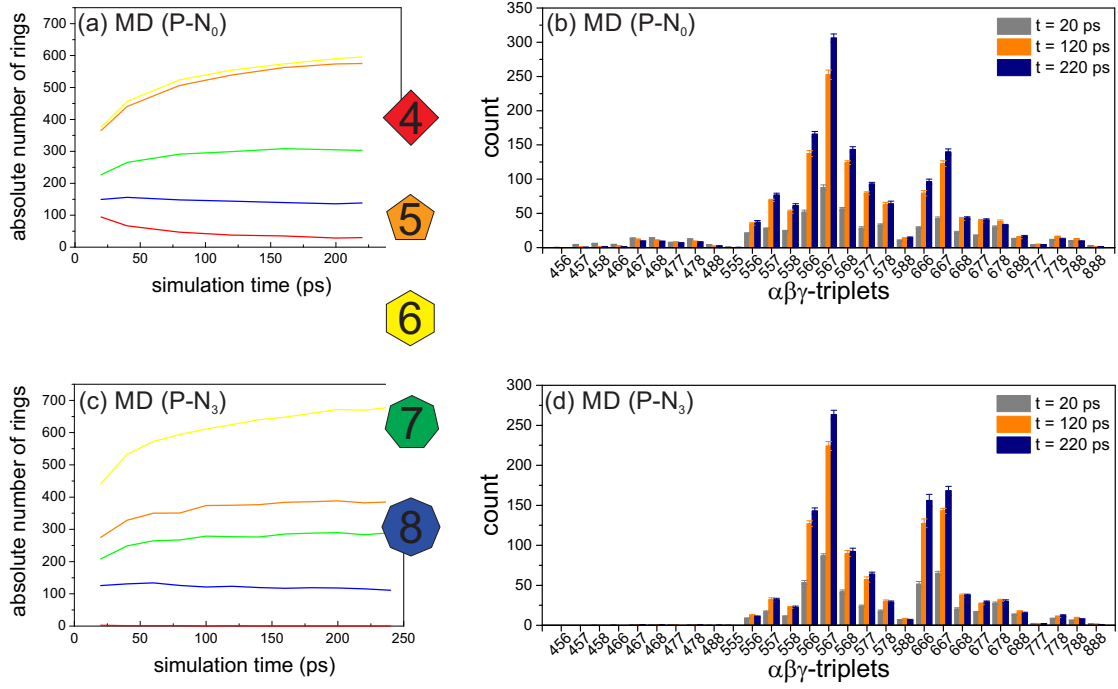 (a) MD (P-N0)
absolute number of rings
700
600
500
400
300
200
100
0
0 50 100 150 200
simulation time (ps)
4
5
6
7
8
(b) MD (P-N0)
t = 20 ps
t = 120 ps
t = 220 ps
count
350
300
250
200
150
100
50
0
456 457 458 466 467 468 477 478 488 555 556 557 558 566 567 568 577 578 588 666 667 668 677 678 688 777 778 788 888
αβγ-triplets
(c) MD (P-N3)
absolute number of rings
700
600
500
400
300
200
100
0
0 50 100 150 200 250
simulation time (ps)
(d) MD (P-N3)
t = 20 ps
t = 120 ps
t = 220 ps
count
300
250
200
150
100
50
0
456 457 458 466 467 468 477 478 488 555 556 557 558 566 567 568 577 578 588 666 667 668 677 678 688 777 778 788 888
αβγ-triplets